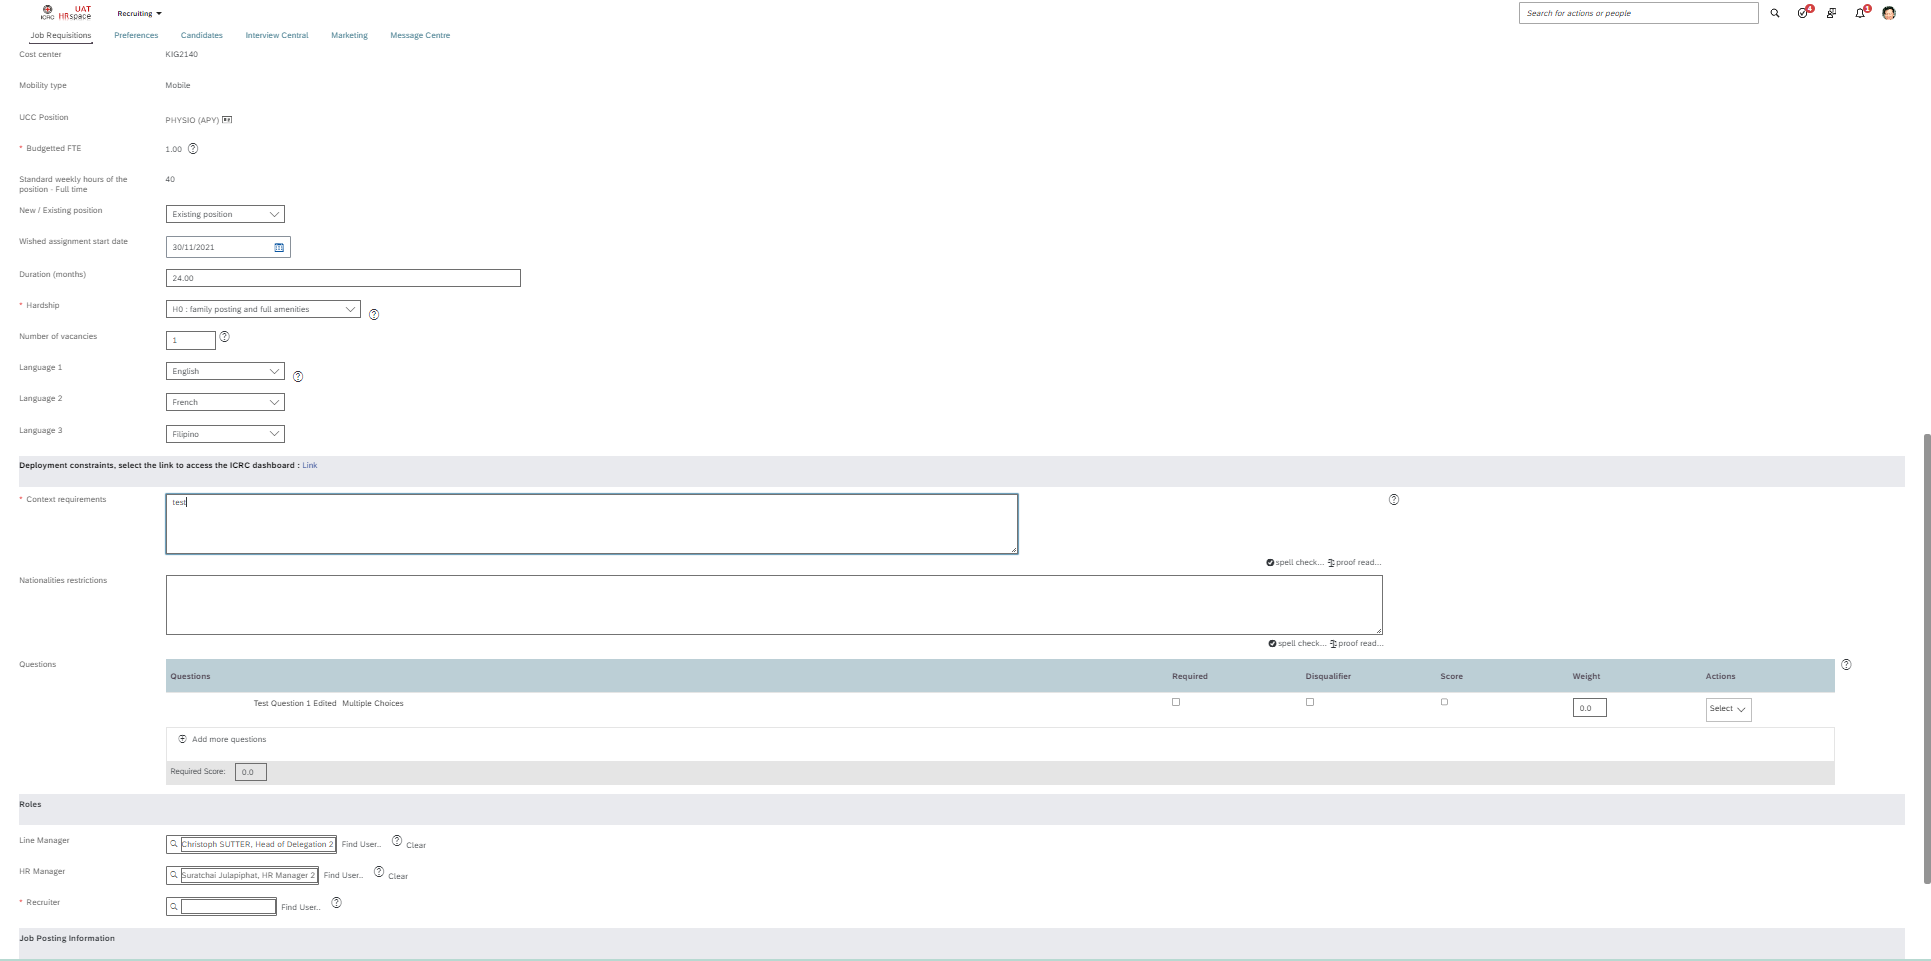 UAT
ICRC HRspace
Recruiting
Search for actions or people
4
1
Job Requisitions Preferences Candidates Interview Central Marketing Message Centre
Cost center KIG2140
Mobility type Mobile
UCC Position PHYSIO (APY)
* Budgetted FTE 1.00 ?
Standard weekly hours of the
position - Full time 40
New / Existing position Existing position
Wished assignment start date 30/11/2021
Duration (months) 24.00
* Hardship H0 : family posting and full amenities ?
Number of vacancies 1 ?
Language 1 English ?
Language 2 French
Language 3 Filipino
Deployment constraints, select the link to access the ICRC dashboard : Link
* Context requirements test ?
spell check... proof read...
Nationalities restrictions
spell check... proof read...
Questions ?
Questions Required Disqualifier Score Weight Actions
Test Question 1 Edited Multiple Choices 0.0 Select
Add more questions
Required Score: 0.0
Roles
Line Manager Christoph SUTTER, Head of Delegation 2 Find User.. ? Clear
HR Manager Suratchai Julapiphat, HR Manager 2 Find User.. ? Clear
* Recruiter Find User.. ?
Job Posting Information